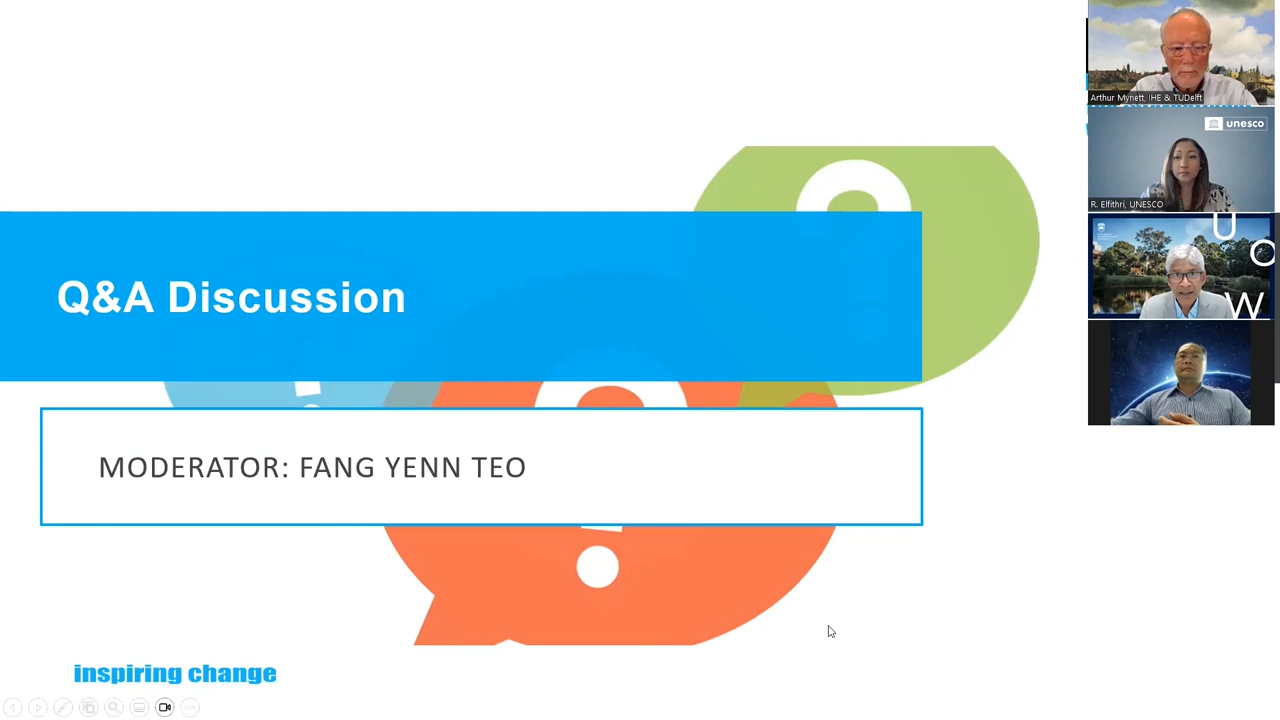 Q&A Discussion
MODERATOR: FANG YENN TEO
inspiring change
Arthur Mynett, IHE & TUDelft
unesco
R. Elfithri, UNESCO
U
O
W